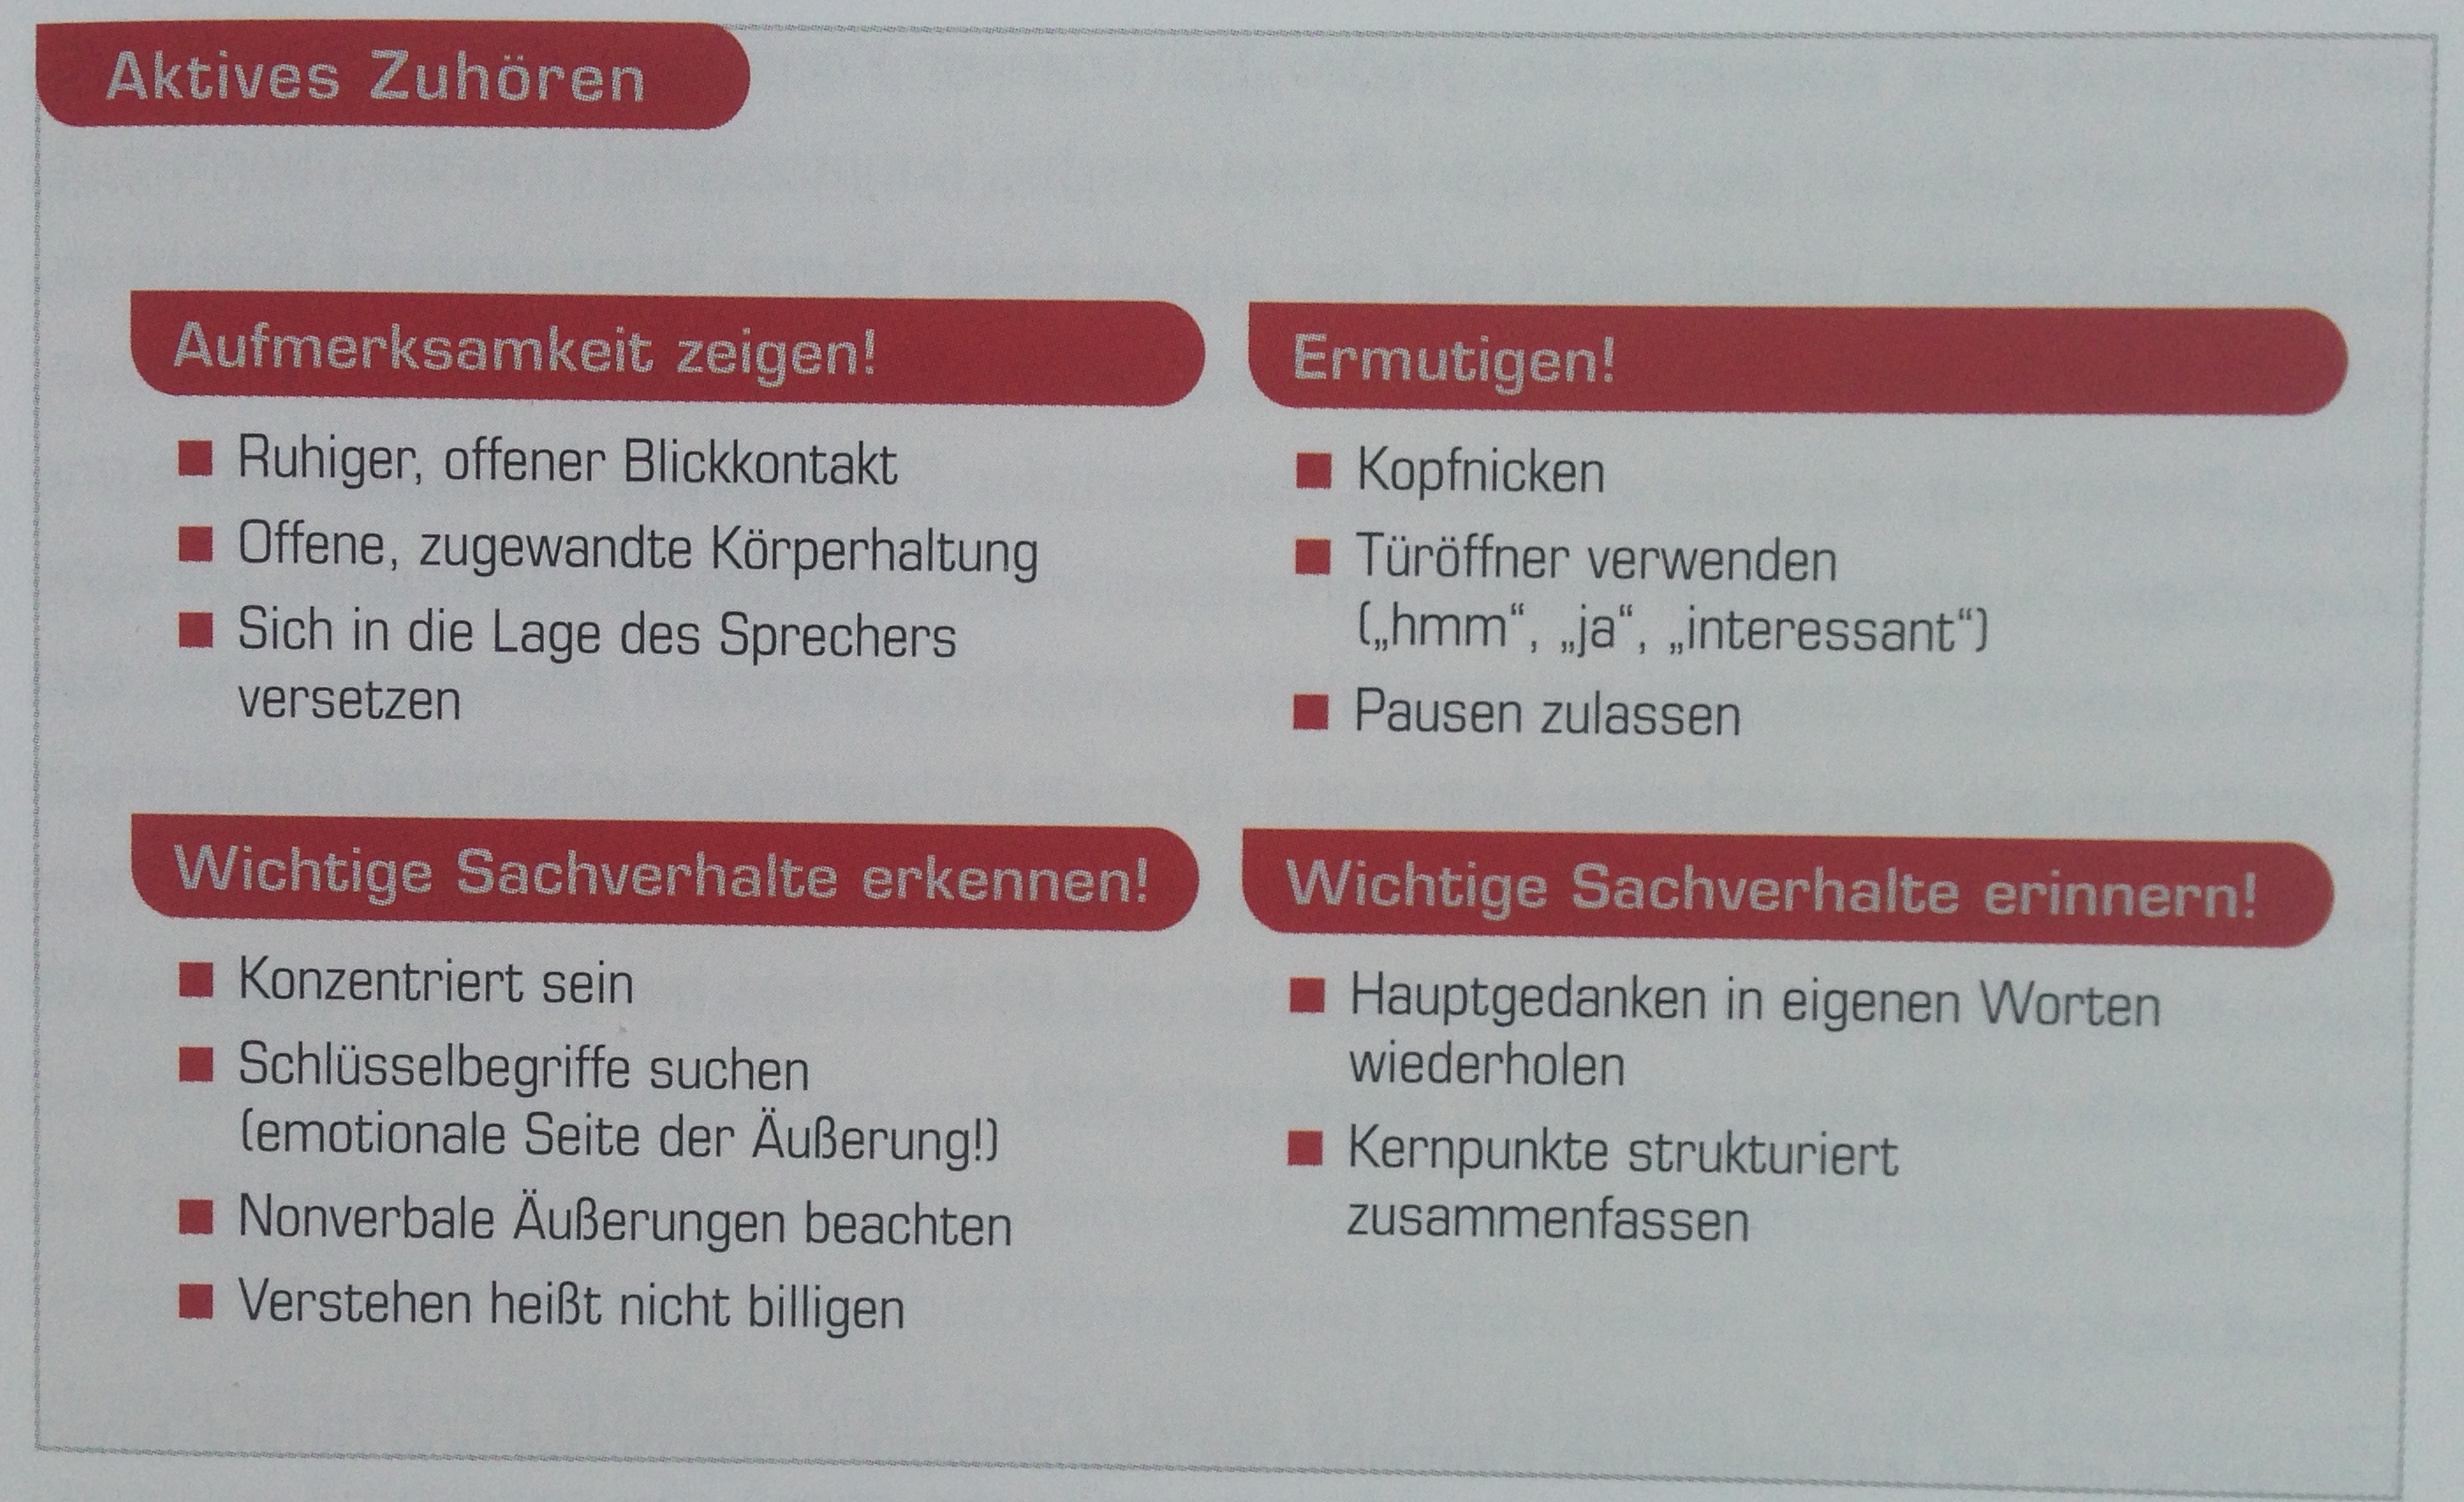 Aktives Zuhören
Aufmerksamkeit zeigen!
Ruhiger, offener Blickkontakt
Offene, zugewandte Körperhaltung
Sich in die Lage des Sprechers
versetzen
Ermutigen!
Kopfnicken
Türöffner verwenden
(„hmm“, „ja“, „interessant“)
Pausen zulassen
Wichtige Sachverhalte erkennen!
Konzentriert sein
Schlüsselbegriffe suchen
(emotionale Seite der Äußerung!)
Nonverbale Äußerungen beachten
Verstehen heißt nicht billigen
Wichtige Sachverhalte erinnern!
Hauptgedanken in eigenen Worten
wiederholen
Kernpunkte strukturiert
zusammenfassen